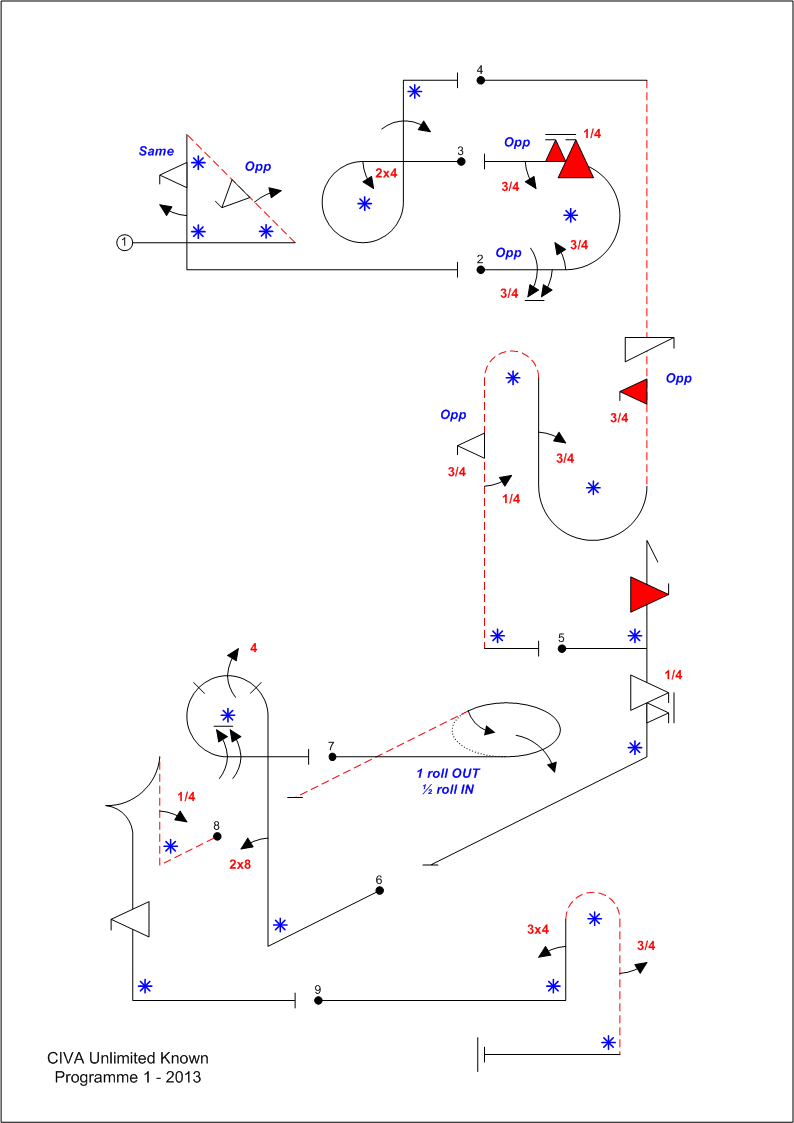 4
3
Opp
1/4
Same
Opp
2x4
3/4
1
2
Opp
3/4
3/4
Opp
3/4
Opp
3/4
3/4
1/4
5
4
1/4
7
1 roll OUT
½ roll IN
1/4
8
2x8
6
3x4
3/4
9
CIVA Unlimited Known
Programme 1 - 2013